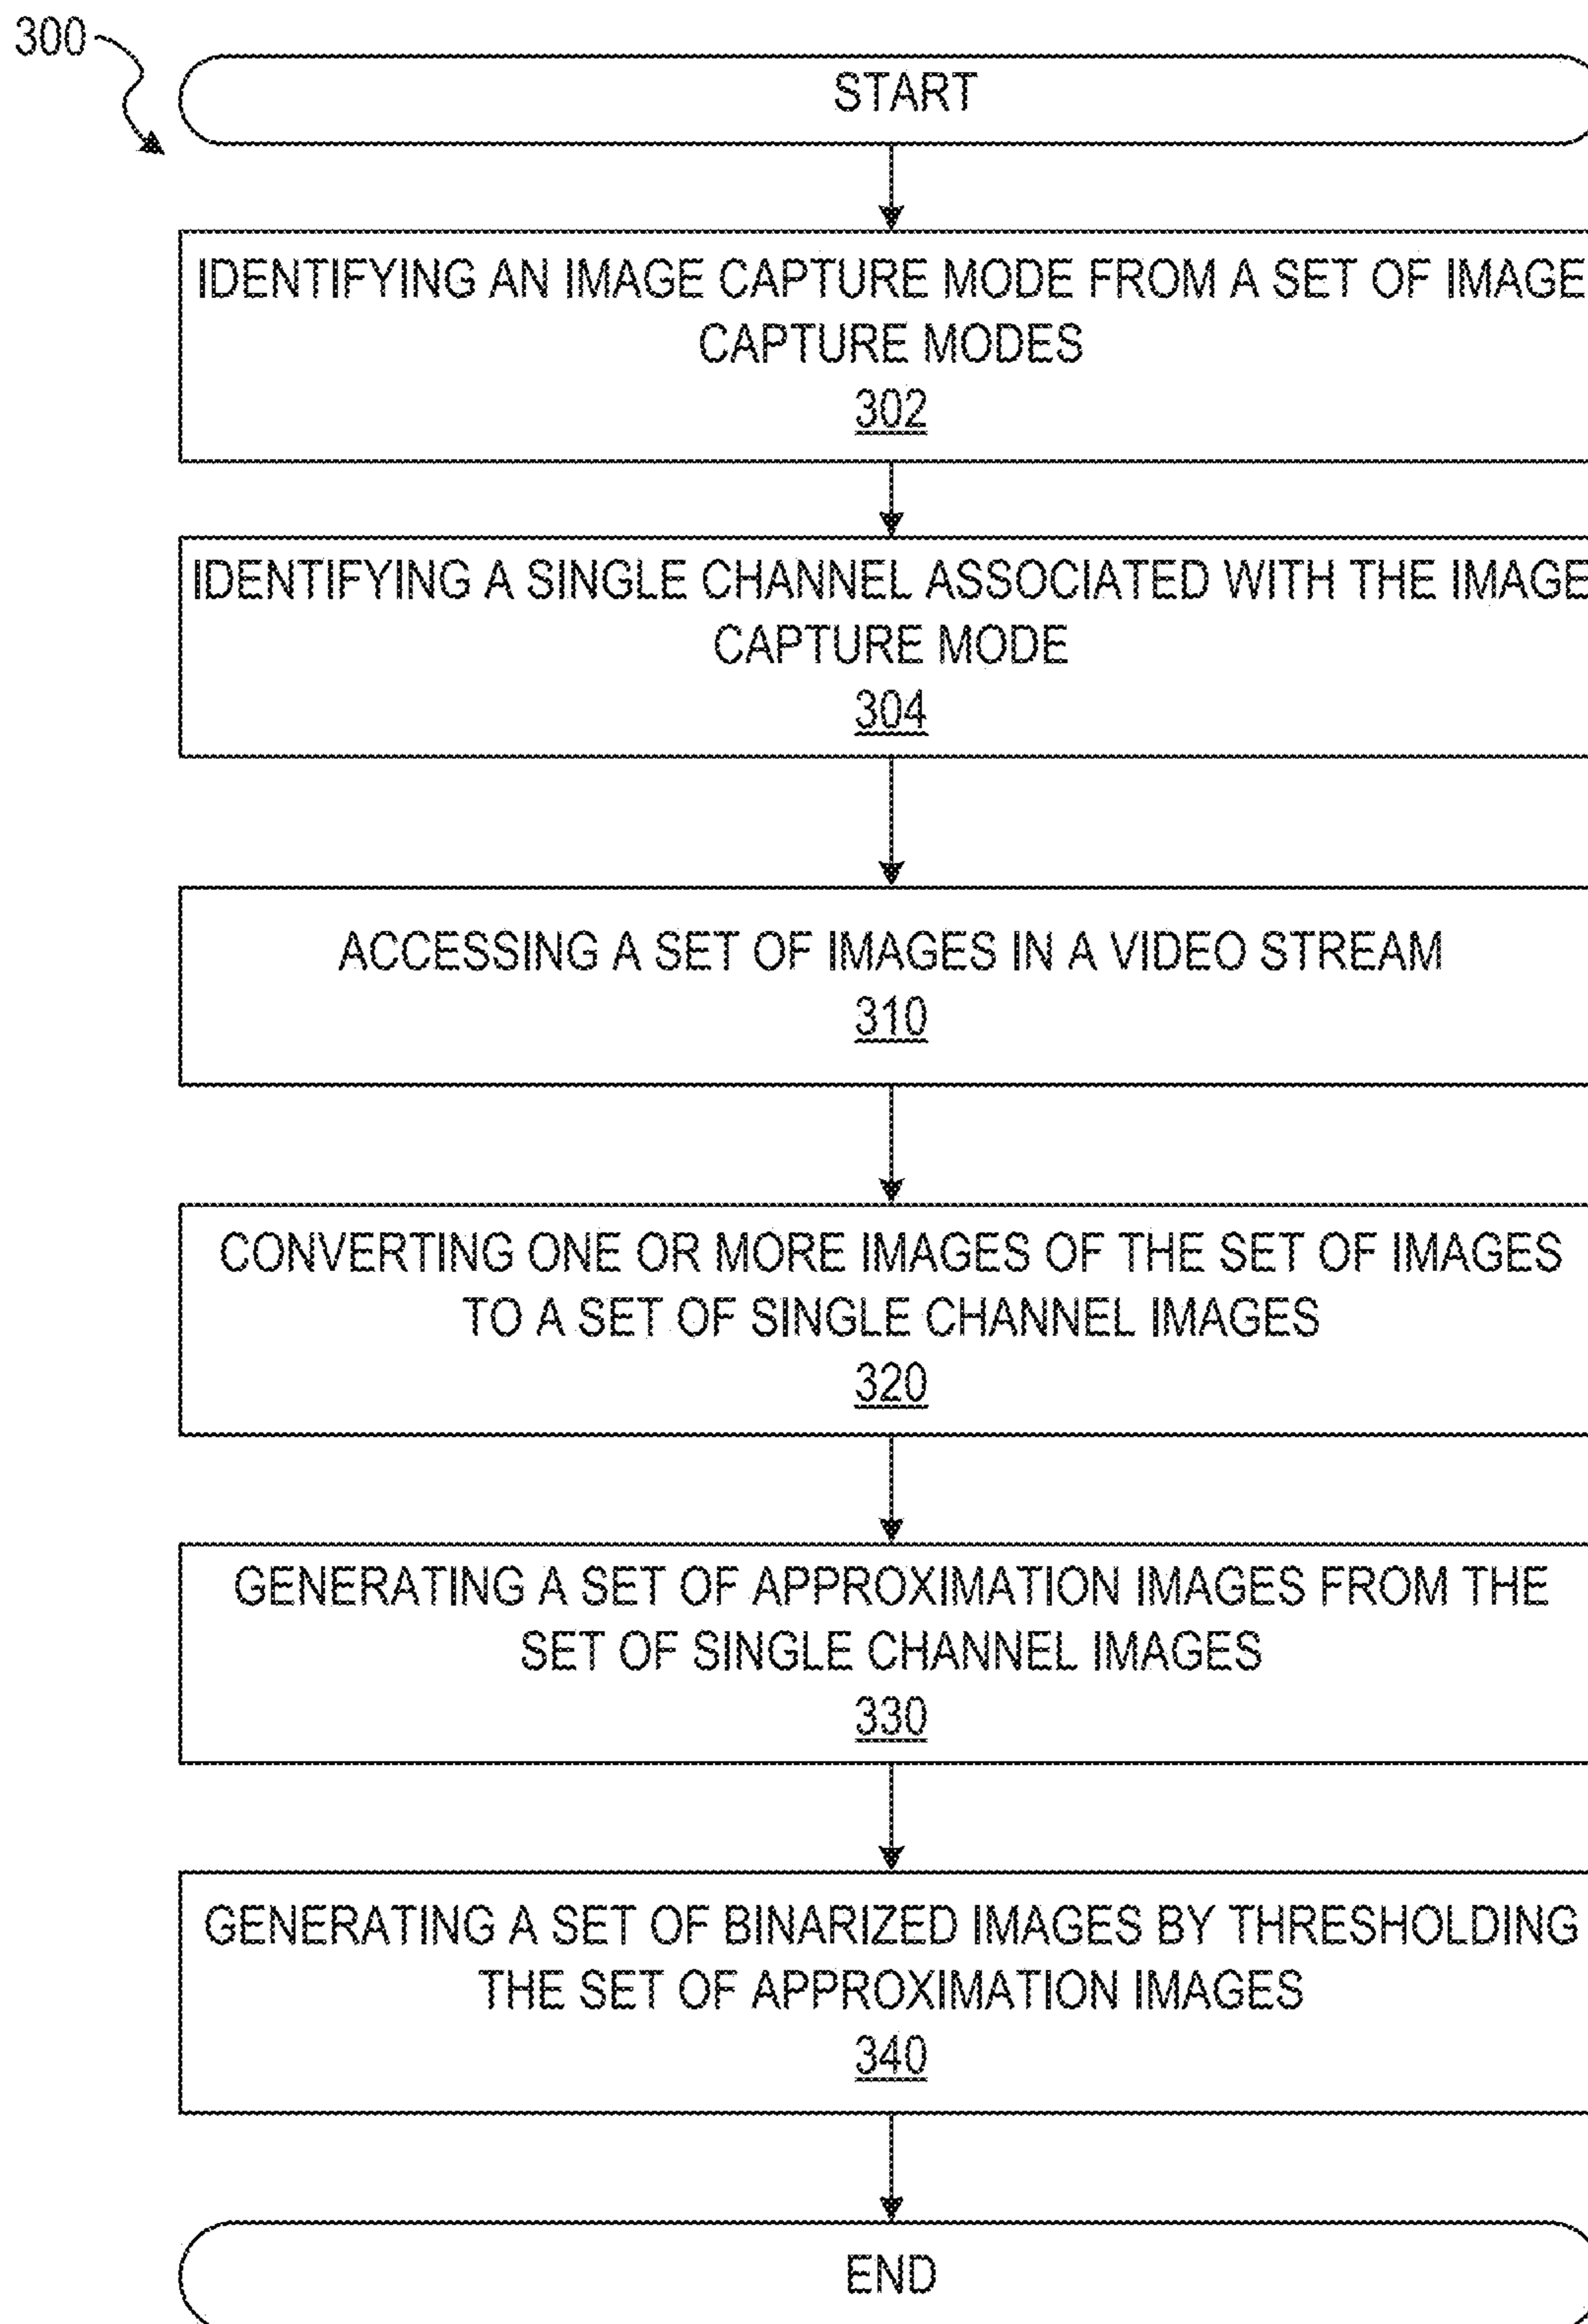 300
START
IDENTIFYING AN IMAGE CAPTURE MODE FROM A SET OF IMAGE
CAPTURE MODES
302
IDENTIFYING A SINGLE CHANNEL ASSOCIATED WITH THE IMAGE
CAPTURE MODE
304
ACCESSING A SET OF IMAGES IN A VIDEO STREAM
310
CONVERTING ONE OR MORE IMAGES OF THE SET OF IMAGES
TO A SET OF SINGLE CHANNEL IMAGES
320
GENERATING A SET OF APPROXIMATION IMAGES FROM THE
SET OF SINGLE CHANNEL IMAGES
330
GENERATING A SET OF BINARIZED IMAGES BY THRESHOLDING
THE SET OF APPROXIMATION IMAGES
340
END